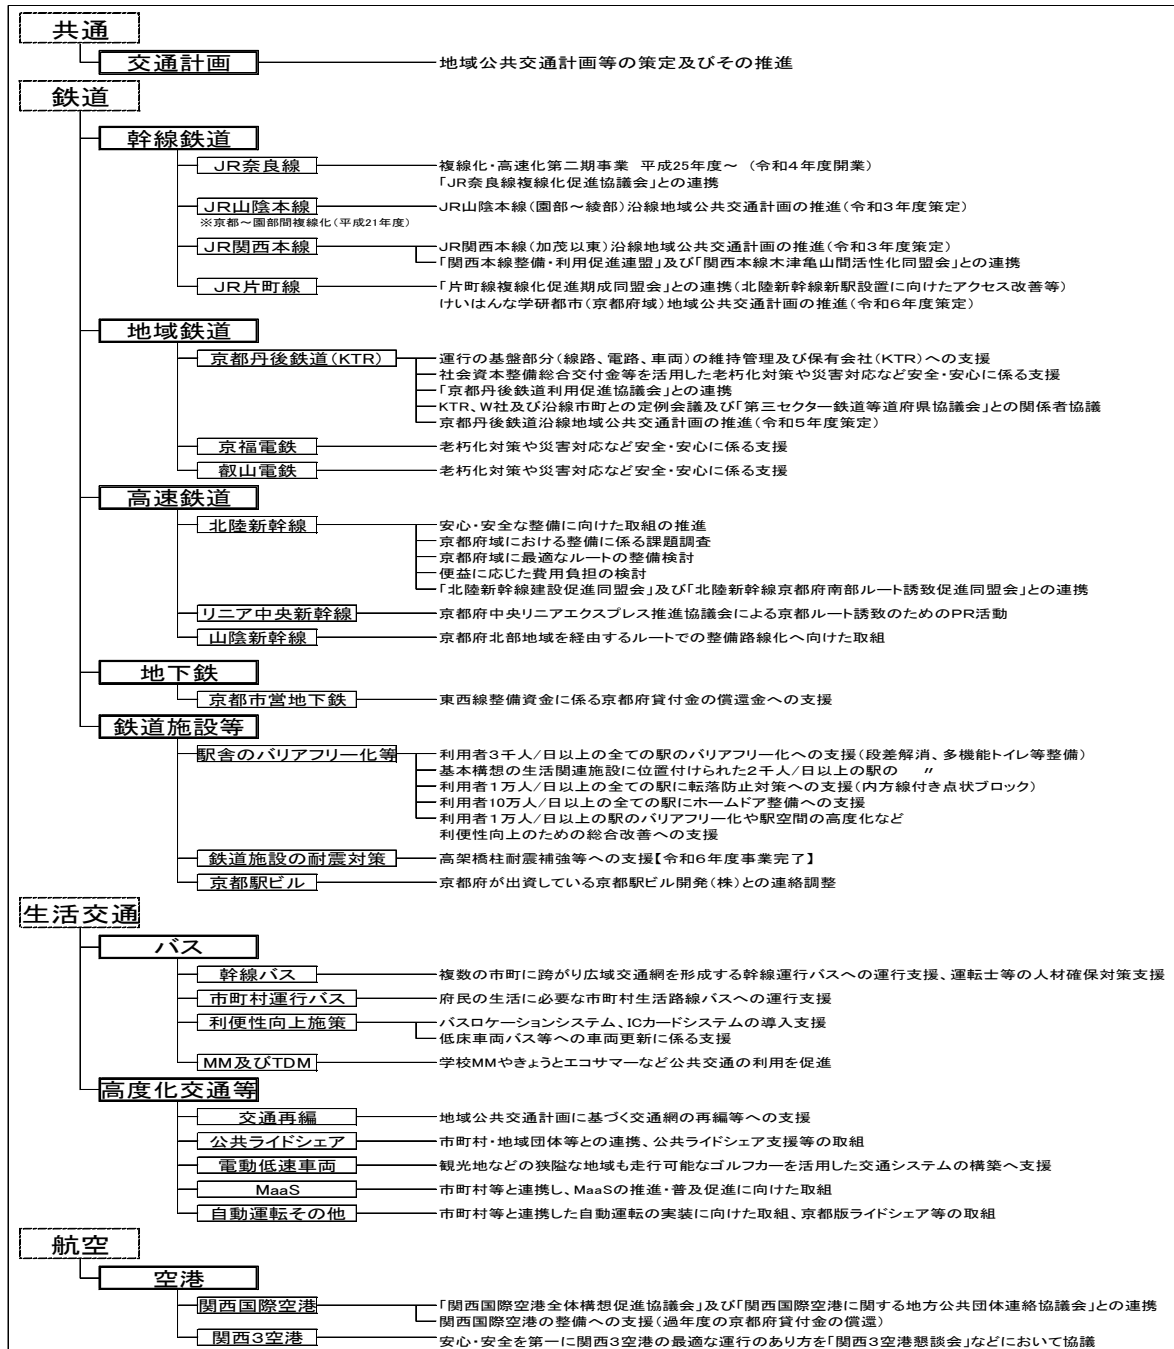 共通
交通計画 地域公共交通計画等の策定及びその推進
鉄道
幹線鉄道
JR奈良線 複線化・高速化第二期事業 平成25年度～ (令和4年度開業)
「JR奈良線複線化促進協議会」との連携
JR山陰本線 JR山陰本線(園部～綾部)沿線地域公共交通計画の推進(令和3年度策定)
※京都～園部間複線化(平成21年度)
JR関西本線 JR関西本線(加茂以東)沿線地域公共交通計画の推進(令和3年度策定)
「関西本線整備・利用促進連盟」及び「関西本線木津亀山間活性化同盟会」との連携
JR片町線 「片町線複線化促進期成同盟会」との連携(北陸新幹線新駅設置に向けたアクセス改善等)
けいはんな学研都市(京都府域)地域公共交通計画の推進(令和6年度策定)
地域鉄道
京都丹後鉄道(KTR) 運行の基盤部分(線路、電路、車両)の維持管理及び保有会社(KTR)への支援
社会資本整備総合交付金等を活用した老朽化対策や災害対応など安全・安心に係る支援
「京都丹後鉄道利用促進協議会」との連携
KTR、W社及び沿線市町との定例会議及び「第三セクター鉄道等道府県協議会」との関係者協議
京都丹後鉄道沿線地域公共交通計画の推進(令和5年度策定)
京福電鉄 老朽化対策や災害対応など安全・安心に係る支援
叡山電鉄 老朽化対策や災害対応など安全・安心に係る支援
高速鉄道
北陸新幹線 安心・安全な整備に向けた取組の推進
京都府域における整備に係る課題調査
京都府域に最適なルートの整備検討
便益に応じた費用負担の検討
「北陸新幹線建設促進同盟会」及び「北陸新幹線京都府南部ルート誘致促進同盟会」との連携
リニア中央新幹線 京都府中央リニアエクスプレス推進協議会による京都ルート誘致のためのPR活動
山陰新幹線 京都府北部地域を経由するルートでの整備路線化へ向けた取組
地下鉄
京都市営地下鉄 東西線整備資金に係る京都府貸付金の償還金への支援
鉄道施設等
駅舎のバリアフリー化等 利用者3千人/日以上の全ての駅のバリアフリー化への支援(段差解消、多機能トイレ等整備)
基本構想の生活関連施設に位置付けられた2千人/日以上の駅の 〃
利用者1万人/日以上の全ての駅に転落防止対策への支援(内方線付き点状ブロック)
利用者10万人/日以上の全ての駅にホームドア整備への支援
利用者1万人/日以上の駅のバリアフリー化や駅空間の高度化など
利便性向上のための総合改善への支援
鉄道施設の耐震対策 高架橋柱耐震補強等への支援【令和6年度事業完了】
京都駅ビル 京都府が出資している京都駅ビル開発(株)との連絡調整
生活交通
バス
幹線バス 複数の市町に跨がり広域交通網を形成する幹線運行バスへの運行支援、運転士等の人材確保対策支援
市町村運行バス 府民の生活に必要な市町村生活路線バスへの運行支援
利便性向上施策 バスロケーションシステム、ICカードシステムの導入支援
低床車両バス等への車両更新に係る支援
MM及びTDM 学校MMやきょうとエコサマーなど公共交通の利用を促進
高度化交通等
交通再編 地域公共交通計画に基づく交通網の再編等への支援
公共ライドシェア 市町村・地域団体等との連携、公共ライドシェア支援等の取組
電動低速車両 観光地などの狭隘な地域も走行可能なゴルフカーを活用した交通システムの構築へ支援
MaaS 市町村等と連携し、MaaSの推進・普及促進に向けた取組
自動運転その他 市町村等と連携した自動運転の実装に向けた取組、京都版ライドシェア等の取組
航空
空港
関西国際空港 「関西国際空港全体構想促進協議会」及び「関西国際空港に関する地方公共団体連絡協議会」との連携
関西国際空港の整備への支援(過年度の京都府貸付金の償還)
関西3空港 安心・安全を第一に関西3空港の最適な運行のあり方を「関西3空港懇談会」などにおいて協議